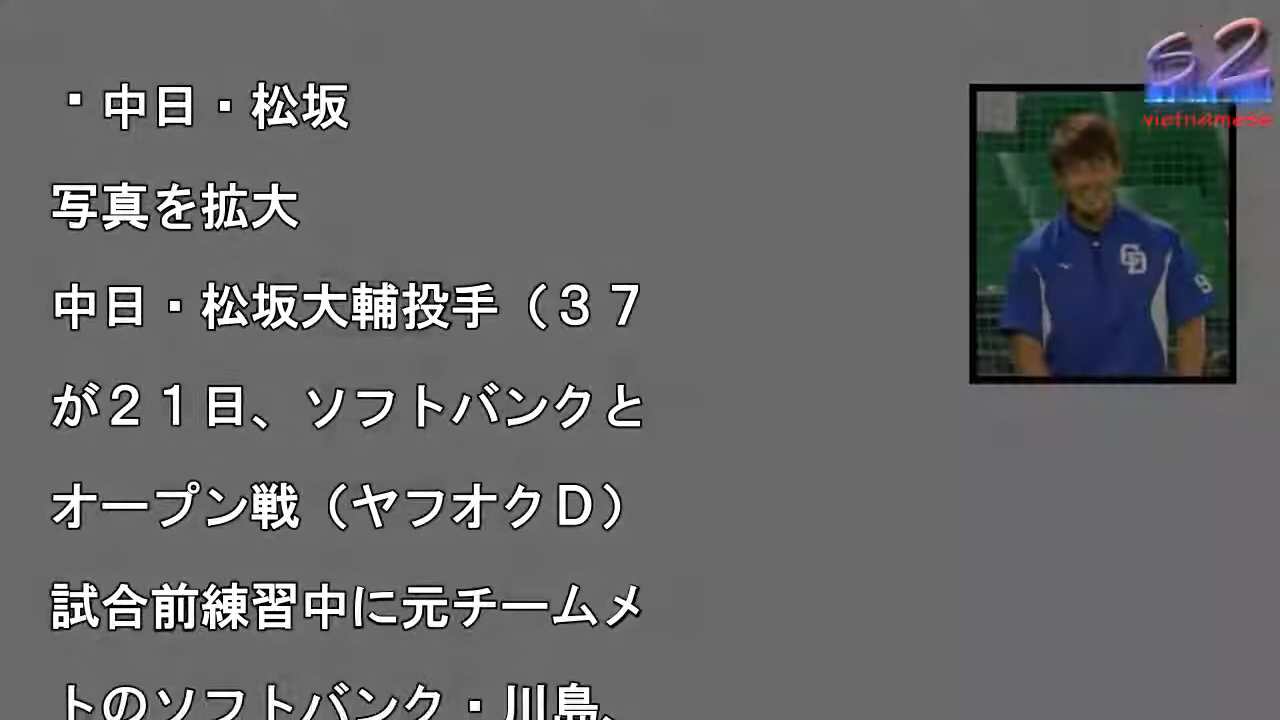 ・中日・松坂
写真を拡大
中日・松坂大輔投手（３７
が２１日、ソフトバンクと
オープン戦（ヤフオクＤ）
試合前練習中に元チームメ
トのソフトバンク・川島、
S2
vietnamese